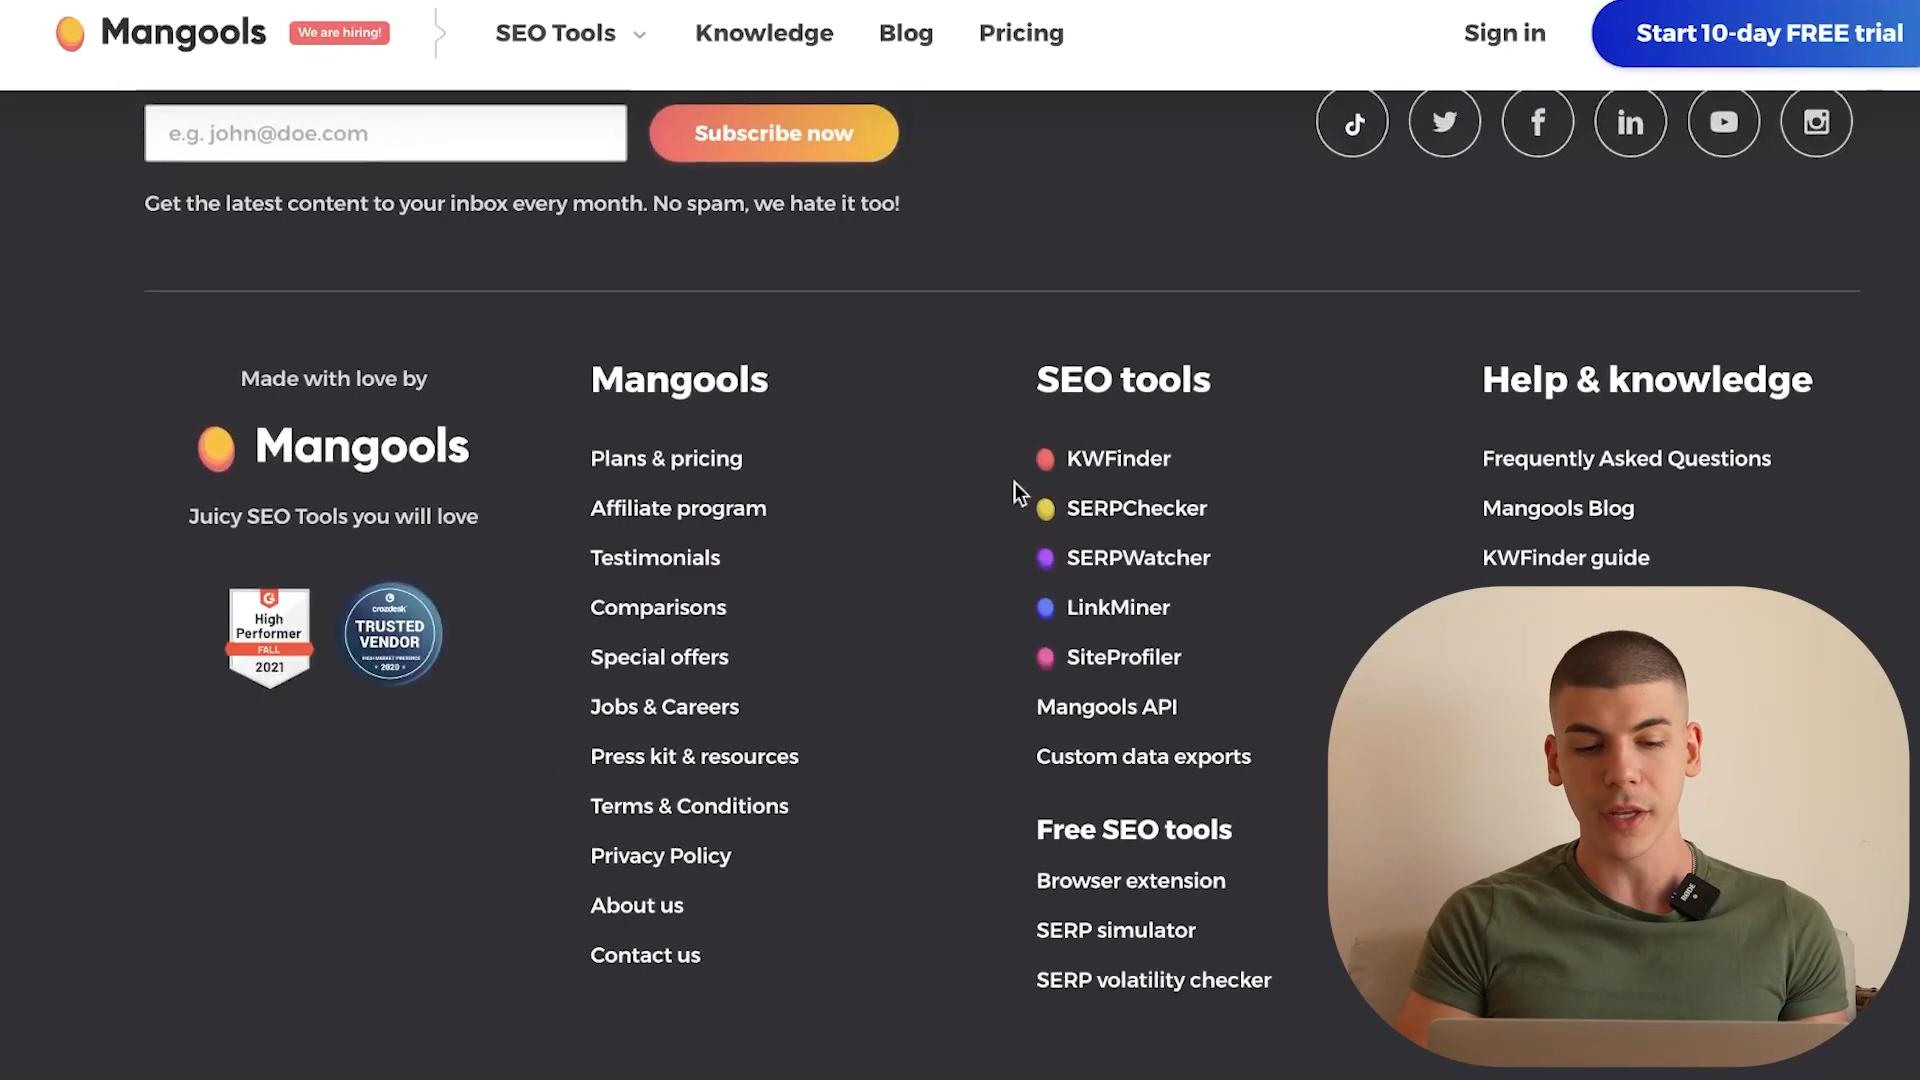 Mangools
We are hiring!
SEO Tools
Knowledge
Blog
Pricing
Sign in
Start 10-day FREE trial
e.g. john@doe.com
Subscribe now
Get the latest content to your inbox every month. No spam, we hate it too!
Made with love by
Mangools
Juicy SEO Tools you will love
High
Performer
FALL
2021
crozdesk
TRUSTED
VENDOR
HIGH MARKET PRESENCE
2020
Mangools
Plans & pricing
Affiliate program
Testimonials
Comparisons
Special offers
Jobs & Careers
Press kit & resources
Terms & Conditions
Privacy Policy
About us
Contact us
SEO tools
KWFinder
SERPChecker
SERPWatcher
LinkMiner
SiteProfiler
Mangools API
Custom data exports
Free SEO tools
Browser extension
SERP simulator
SERP volatility checker
Help & knowledge
Frequently Asked Questions
Mangools Blog
KWFinder guide
RØDE